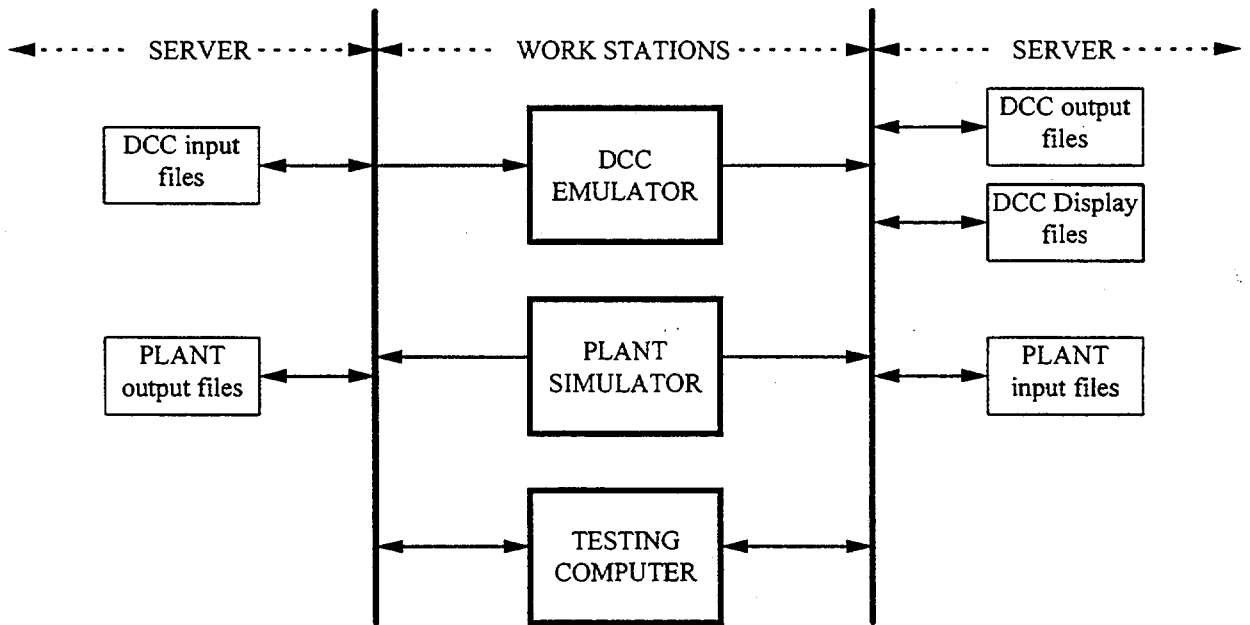 SERVER
WORK STATIONS
SERVER
DCC input
files
DCC
EMULATOR
DCC output
files
DCC Display
files
PLANT
output files
PLANT
SIMULATOR
PLANT
input files
TESTING
COMPUTER